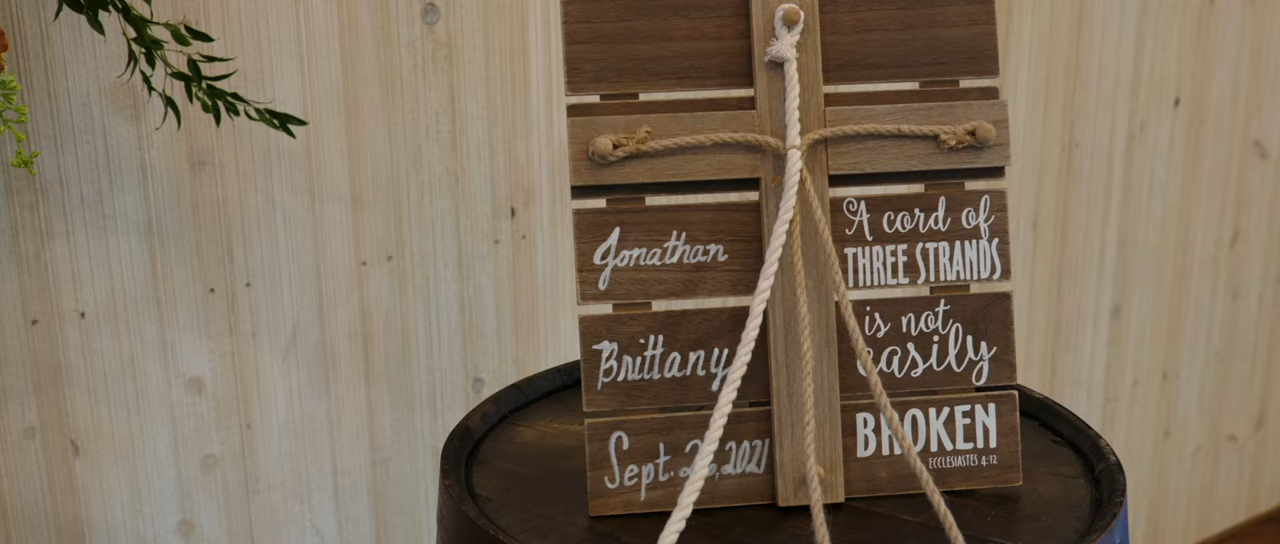 Jonathan
Brittany
Sept. 2021
A cord of
THREE STRANDS
is not
easily
BROKEN
ECCLESIASTES 4:12